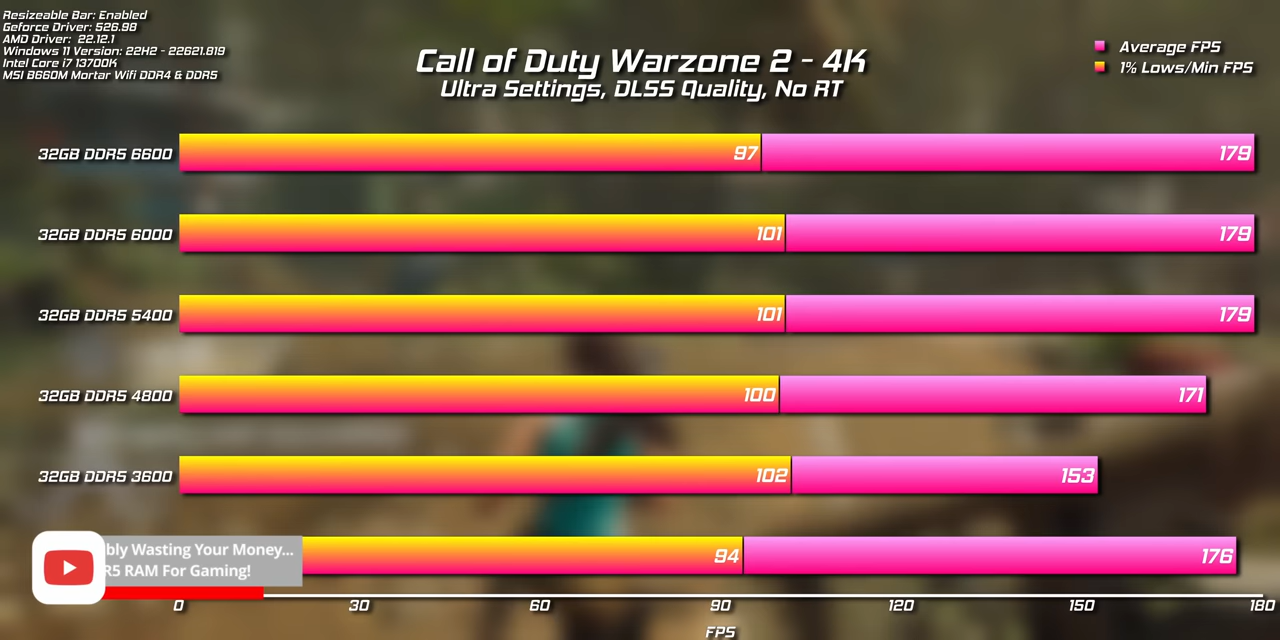 Resizeable Bar: Enabled
Geforce Driver: 526.98
AMD Driver: 22.12.1
Windows 11 Version: 22H2 - 22621.819
Intel Core i7 13700K
MSI B660M Mortar Wifi DDR4 & DDR5
Call of Duty Warzone 2 - 4K
Ultra Settings, DLSS Quality, No RT
Average FPS
1% Lows/Min FPS
32GB DDR5 6600 97 179
32GB DDR5 6000 101 179
32GB DDR5 5400 101 179
32GB DDR5 4800 100 171
32GB DDR5 3600 102 153
94 176
bly Wasting Your Money...
R5 RAM For Gaming!
0 30 60 90 120 150 180
FPS